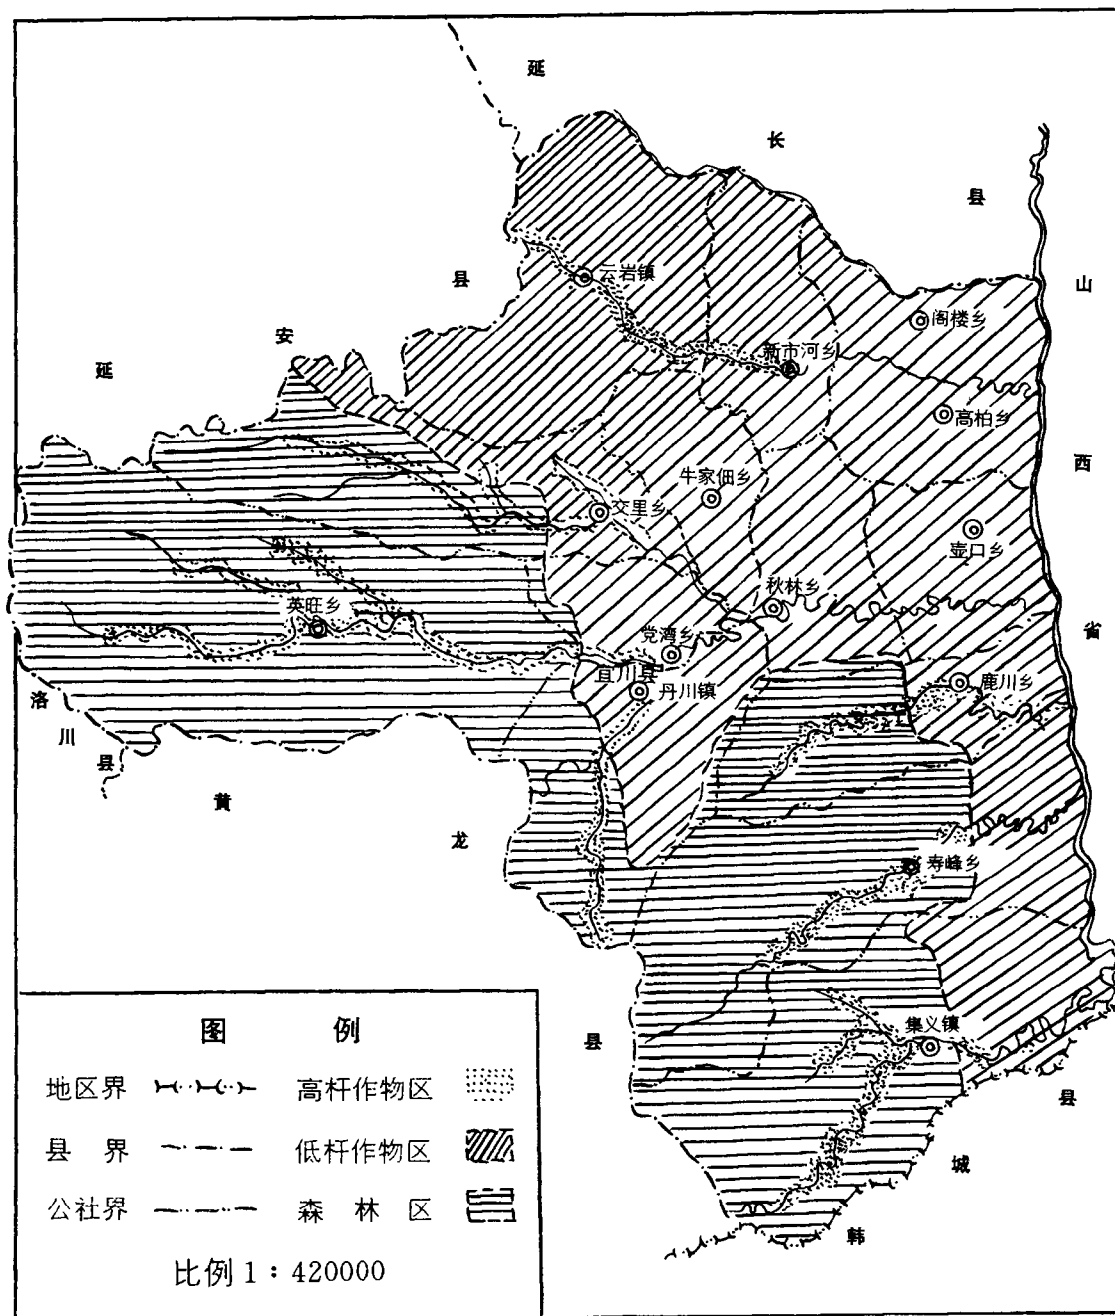 延
长
县
山
西
省
县
安
延
云岩镇
阁楼乡
新市河乡
高柏乡
牛家佃乡
交里乡
壶口乡
秋林乡
英旺乡
党湾乡
宜川县
丹川镇
鹿川乡
洛
川
县
黄
龙
县
寿峰乡
集义镇
县
城
韩
图 例
地区界 高杆作物区
县 界 低杆作物区
公社界 森 林 区
比例1:420000